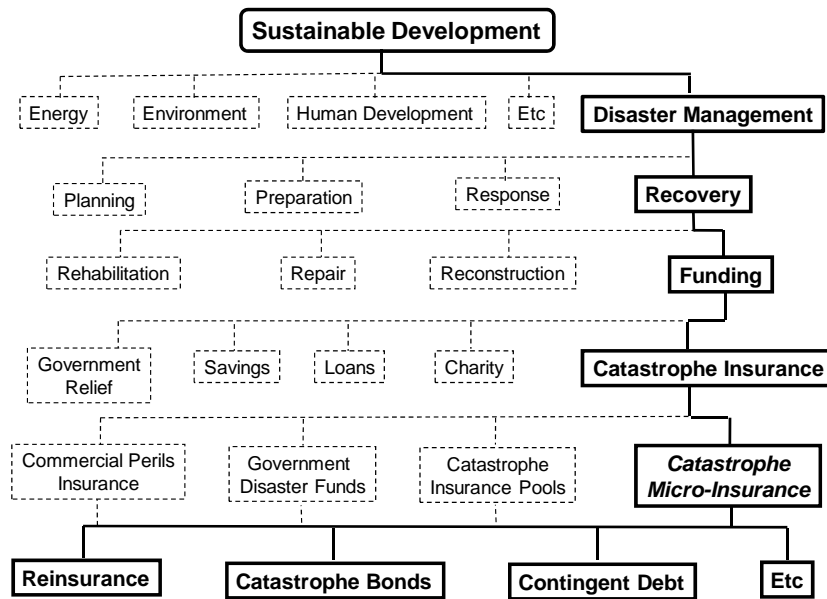 Sustainable Development
Energy
Environment
Human Development
Etc
Disaster Management
Planning
Preparation
Response
Recovery
Rehabilitation
Repair
Reconstruction
Funding
Government
Relief
Savings
Loans
Charity
Catastrophe Insurance
Commercial Perils
Insurance
Government
Disaster Funds
Catastrophe
Insurance Pools
Catastrophe
Micro-Insurance
Reinsurance
Catastrophe Bonds
Contingent Debt
Etc